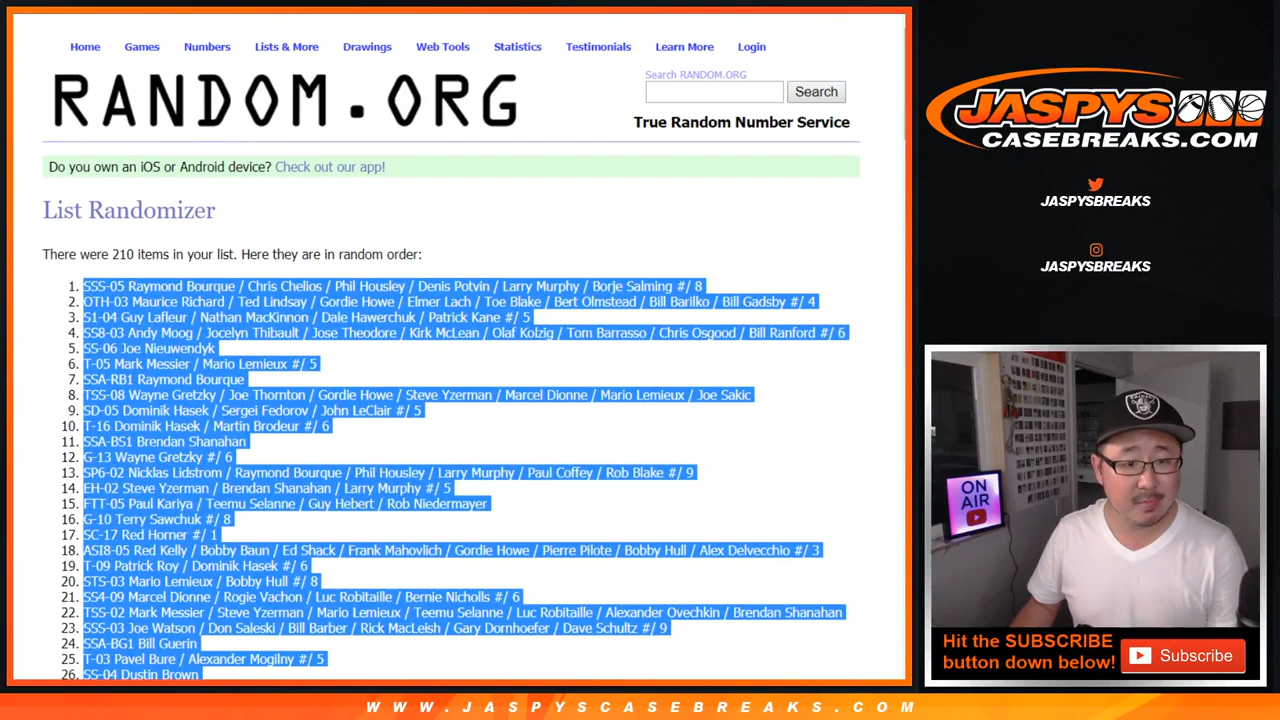 Home Games Numbers Lists & More Drawings Web Tools Statistics Testimonials Learn More Login
RANDOM.ORG
Search RANDOM.ORG
Search
True Random Number Service
Do you own an iOS or Android device? Check out our app!
List Randomizer
There were 210 items in your list. Here they are in random order:
1. SSS-05 Raymond Bourque / Chris Chelios / Phil Housley / Denis Potvin / Larry Murphy / Borje Salming #/ 8
2. OTH-03 Maurice Richard / Ted Lindsay / Gordie Howe / Elmer Lach / Toe Blake / Bert Olmstead / Bill Barilko / Bill Gadsby #/ 4
3. S1-04 Guy Lafleur / Nathan MacKinnon / Dale Hawerchuk / Patrick Kane #/ 5
4. SS8-03 Andy Moog / Jocelyn Thibault / Jose Theodore / Kirk McLean / Olaf Kolzig / Tom Barrasso / Chris Osgood / Bill Ranford #/ 6
5. SS-06 Joe Nieuwendyk
6. T-05 Mark Messier / Mario Lemieux #/ 5
7. SSA-RB1 Raymond Bourque
8. TSS-08 Wayne Gretzky / Joe Thornton / Gordie Howe / Steve Yzerman / Marcel Dionne / Mario Lemieux / Joe Sakic
9. SD-05 Dominik Hasek / Sergei Fedorov / John LeClair #/ 5
10. T-16 Dominik Hasek / Martin Brodeur #/ 6
11. SSA-BS1 Brendan Shanahan
12. G-13 Wayne Gretzky #/ 6
13. SP6-02 Nicklas Lidstrom / Raymond Bourque / Phil Housley / Larry Murphy / Paul Coffey / Rob Blake #/ 9
14. EH-02 Steve Yzerman / Brendan Shanahan / Larry Murphy #/ 5
15. FTT-05 Paul Kariya / Teemu Selanne / Guy Hebert / Rob Niedermayer
16. G-10 Terry Sawchuk #/ 8
17. SC-17 Red Horner #/ 1
18. ASI8-05 Red Kelly / Bobby Baun / Ed Shack / Frank Mahovlich / Gordie Howe / Pierre Pilote / Bobby Hull / Alex Delvecchio #/ 3
19. T-09 Patrick Roy / Dominik Hasek #/ 6
20. STS-03 Mario Lemieux / Bobby Hull #/ 8
21. SS4-09 Marcel Dionne / Rogie Vachon / Luc Robitaille / Bernie Nicholls #/ 6
22. TSS-02 Mark Messier / Steve Yzerman / Mario Lemieux / Teemu Selanne / Luc Robitaille / Alexander Ovechkin / Brendan Shanahan
23. SSS-03 Joe Watson / Don Saleski / Bill Barber / Rick MacLeish / Gary Dornhoefer / Dave Schultz #/ 9
24. SSA-BG1 Bill Guerin
25. T-03 Pavel Bure / Alexander Mogilny #/ 5
26. SS-04 Dustin Brown
JASPYS
CASEBREAKS.COM
JASPYSBREAKS
JASPYSBREAKS
ON
AIR
Hit the SUBSCRIBE
button down below!
Subscribe
WWW.JASPYSCASEBREAKS.COM